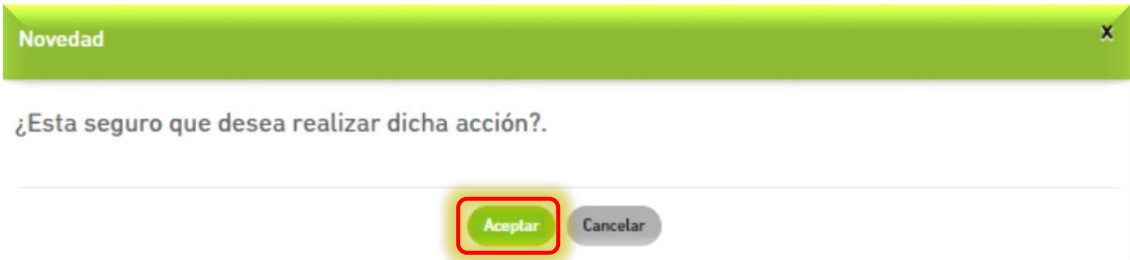 Novedad x
¿Esta seguro que desea realizar dicha acción?.
Aceptar Cancelar